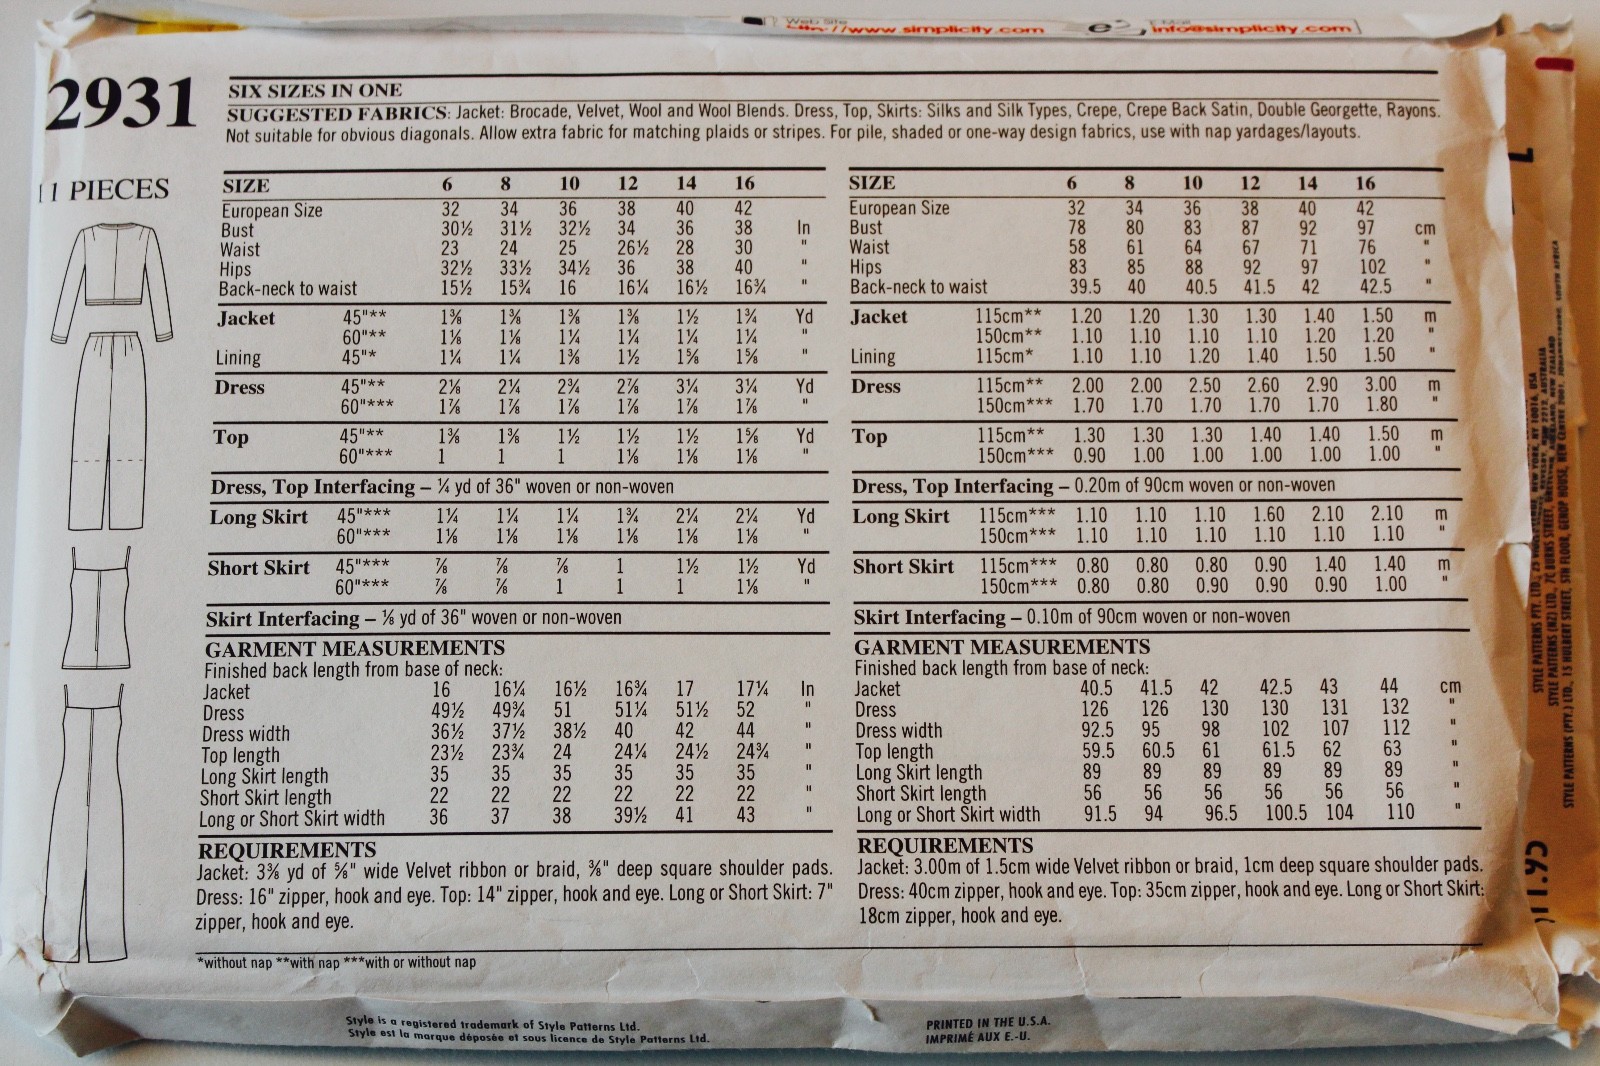 Web Site
http://www.simplicity.com
E-Mail
info@simplicity.com
2931
11 PIECES
SIX SIZES IN ONE
SUGGESTED FABRICS: Jacket: Brocade, Velvet, Wool and Wool Blends. Dress, Top, Skirts: Silks and Silk Types, Crepe, Crepe Back Satin, Double Georgette, Rayons.
Not suitable for obvious diagonals. Allow extra fabric for matching plaids or stripes. For pile, shaded or one-way design fabrics, use with nap yardages/layouts.
SIZE 6 8 10 12 14 16
European Size 32 34 36 38 40 42
Bust 30½ 31½ 32½ 34 36 38 In
Waist 23 24 25 26½ 28 30 "
Hips 32½ 33½ 34½ 36 38 40 "
Back-neck to waist 15½ 15¾ 16 16¼ 16½ 16¾ "
Jacket 45"** 1⅜ 1⅜ 1⅜ 1⅜ 1½ 1¾ Yd
60"** 1⅛ 1⅛ 1¼ 1¼ 1¼ 1¼ "
Lining 45"* 1¼ 1¼ 1⅜ 1½ 1⅝ 1⅝ "
Dress 45"** 2⅛ 2¼ 2¾ 2⅞ 3¼ 3¼ Yd
60"*** 1⅞ 1⅞ 1⅞ 1⅞ 1⅞ 1⅞ "
Top 45"** 1⅜ 1⅜ 1½ 1½ 1½ 1⅝ Yd
60"*** 1 1 1 1⅛ 1⅛ 1⅛ "
Dress, Top Interfacing – ¼ yd of 36" woven or non-woven
Long Skirt 45"*** 1¼ 1¼ 1¼ 1¾ 2¼ 2¼ Yd
60"*** 1⅛ 1⅛ 1⅛ 1⅛ 1⅛ 1⅛ "
Short Skirt 45"*** ⅞ ⅞ ⅞ 1 1½ 1½ Yd
60"*** ⅞ ⅞ 1 1 1 1⅛ "
Skirt Interfacing – ⅛ yd of 36" woven or non-woven
GARMENT MEASUREMENTS
Finished back length from base of neck:
Jacket 16 16¼ 16½ 16¾ 17 17¼ In
Dress 49½ 49¾ 51 51¼ 51½ 52 "
Dress width 36½ 37½ 38½ 40 42 44 "
Top length 23½ 23¾ 24 24¼ 24½ 24¾ "
Long Skirt length 35 35 35 35 35 35 "
Short Skirt length 22 22 22 22 22 22 "
Long or Short Skirt width 36 37 38 39½ 41 43 "
REQUIREMENTS
Jacket: 3⅜ yd of ⅝" wide Velvet ribbon or braid, ⅜" deep square shoulder pads.
Dress: 16" zipper, hook and eye. Top: 14" zipper, hook and eye. Long or Short Skirt: 7"
zipper, hook and eye.
*without nap **with nap ***with or without nap
SIZE 6 8 10 12 14 16
European Size 32 34 36 38 40 42
Bust 78 80 83 87 92 97 cm
Waist 58 61 64 67 71 76 "
Hips 83 85 88 92 97 102 "
Back-neck to waist 39.5 40 40.5 41.5 42 42.5 "
Jacket 115cm** 1.20 1.20 1.30 1.30 1.40 1.50 m
150cm** 1.10 1.10 1.10 1.10 1.20 1.20 "
Lining 115cm* 1.10 1.10 1.20 1.40 1.50 1.50 "
Dress 115cm** 2.00 2.00 2.50 2.60 2.90 3.00 m
150cm*** 1.70 1.70 1.70 1.70 1.70 1.80 "
Top 115cm** 1.30 1.30 1.30 1.40 1.40 1.50 m
150cm*** 0.90 1.00 1.00 1.00 1.00 1.00 "
Dress, Top Interfacing – 0.20m of 90cm woven or non-woven
Long Skirt 115cm*** 1.10 1.10 1.10 1.60 2.10 2.10 m
150cm*** 1.10 1.10 1.10 1.10 1.10 1.10 "
Short Skirt 115cm*** 0.80 0.80 0.80 0.90 1.40 1.40 m
150cm*** 0.80 0.80 0.90 0.90 0.90 1.00 "
Skirt Interfacing – 0.10m of 90cm woven or non-woven
GARMENT MEASUREMENTS
Finished back length from base of neck:
Jacket 40.5 41.5 42 42.5 43 44 cm
Dress 126 126 130 130 131 132 "
Dress width 92.5 95 98 102 107 112 "
Top length 59.5 60.5 61 61.5 62 63 "
Long Skirt length 89 89 89 89 89 89 "
Short Skirt length 56 56 56 56 56 56 "
Long or Short Skirt width 91.5 94 96.5 100.5 104 110 "
REQUIREMENTS
Jacket: 3.00m of 1.5cm wide Velvet ribbon or braid, 1cm deep square shoulder pads.
Dress: 40cm zipper, hook and eye. Top: 35cm zipper, hook and eye. Long or Short Skirt:
18cm zipper, hook and eye.
Style is a registered trademark of Style Patterns Ltd.
Style est la marque déposée et sous licence de Style Patterns Ltd.
PRINTED IN THE U.S.A.
IMPRIMÉ AUX E.-U.